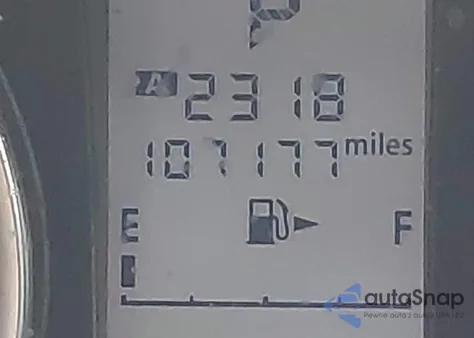 P
A 2318
107177 miles
E F
autoSnap